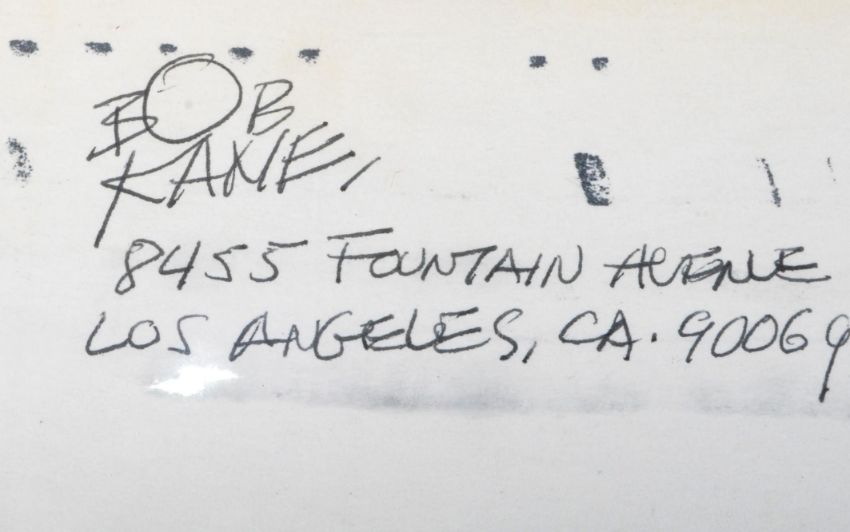 BOB
KANE,
8455 FOUNTAIN AVENUE
LOS ANGELES, CA. 90069